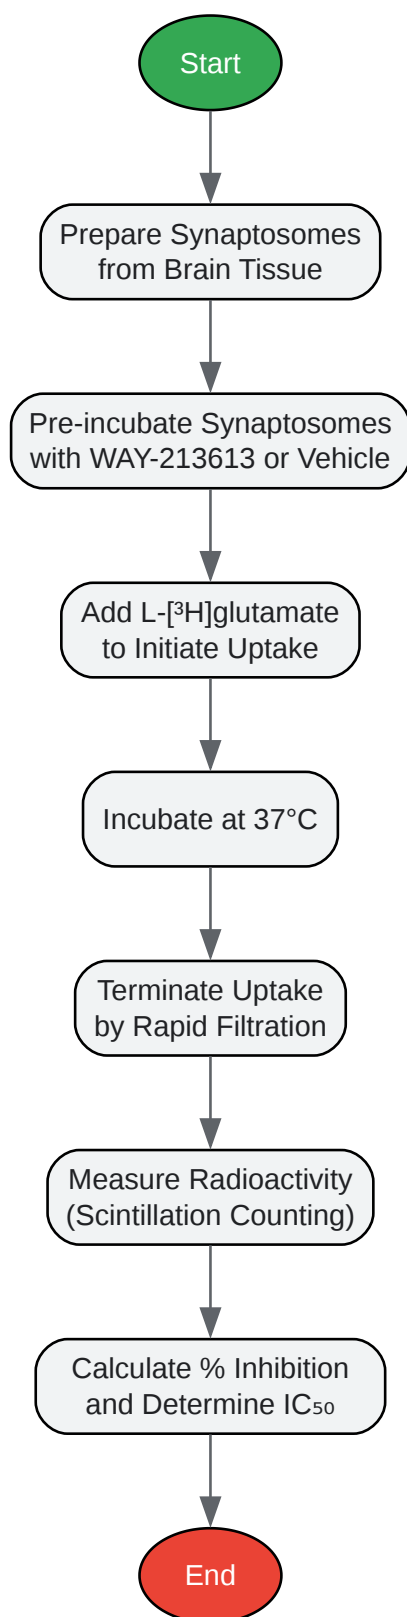 Start
Prepare Synaptosomes
from Brain Tissue
Pre-incubate Synaptosomes
with WAY-213613 or Vehicle
Add L-[³H]glutamate
to Initiate Uptake
Incubate at 37°C
Terminate Uptake
by Rapid Filtration
Measure Radioactivity
(Scintillation Counting)
Calculate % Inhibition
and Determine IC₅₀
End